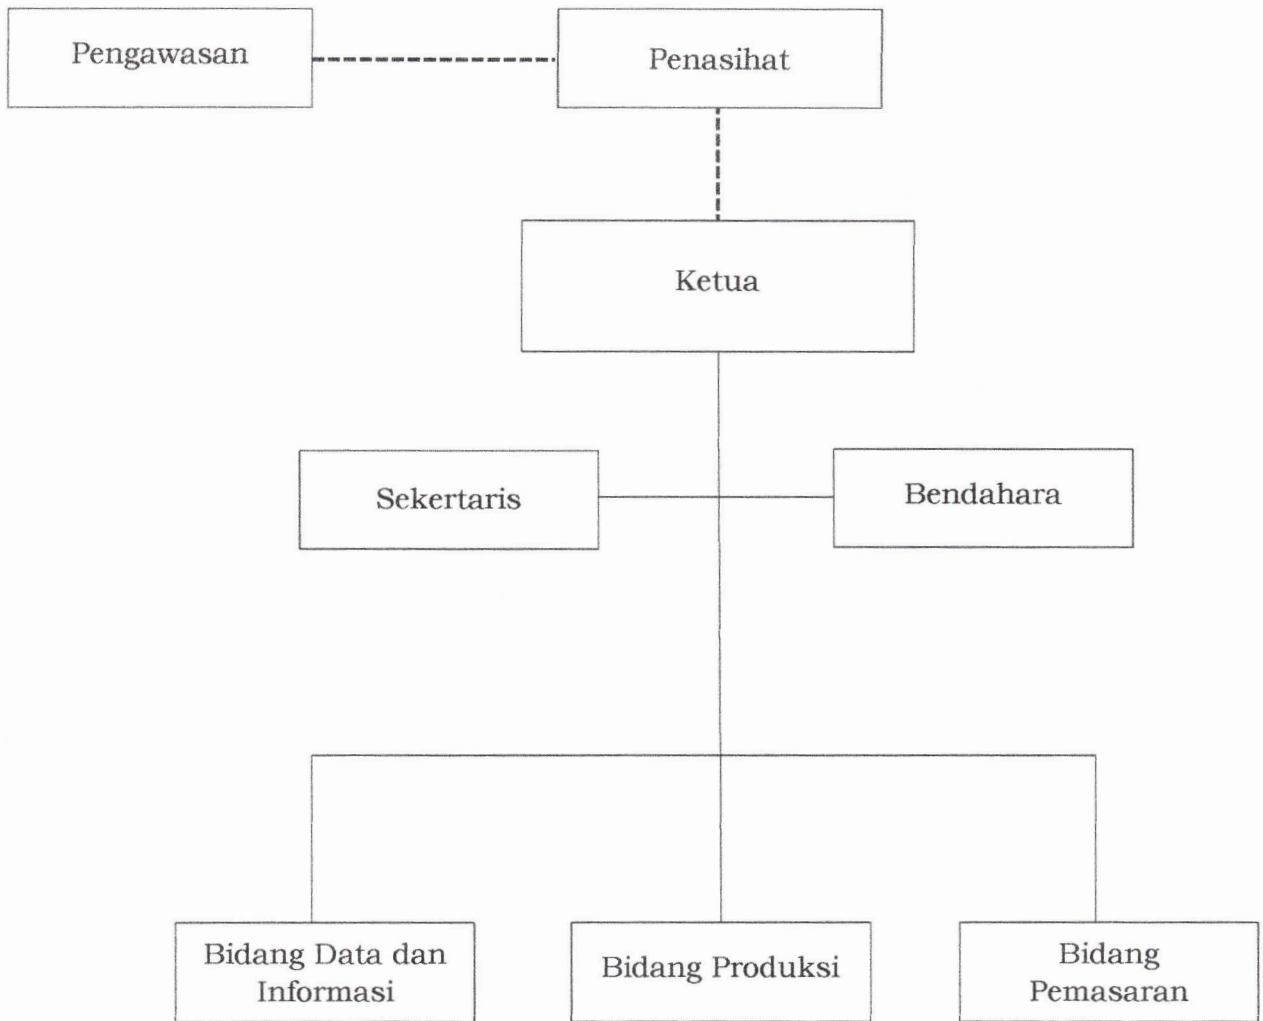 Pengawasan
Penasihat
Ketua
Sekertaris
Bendahara
Bidang Data dan
Informasi
Bidang Produksi
Bidang
Pemasaran